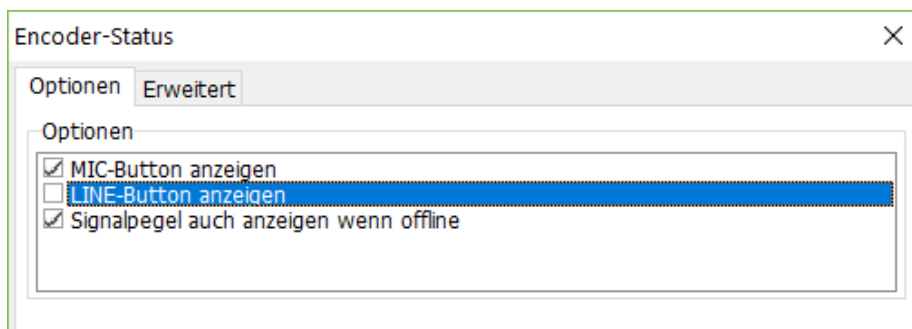 Encoder-Status
Optionen Erweitert
Optionen
MIC-Button anzeigen
LINE-Button anzeigen
Signalpegel auch anzeigen wenn offline